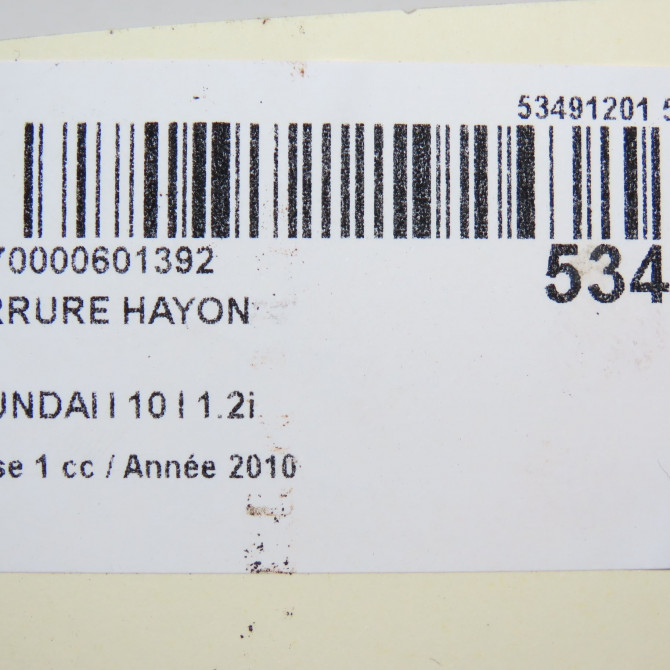 53491201 5
70000601392
534
RRURE HAYON
UNDAI I 10 I 1.2i
se 1 cc / Année 2010